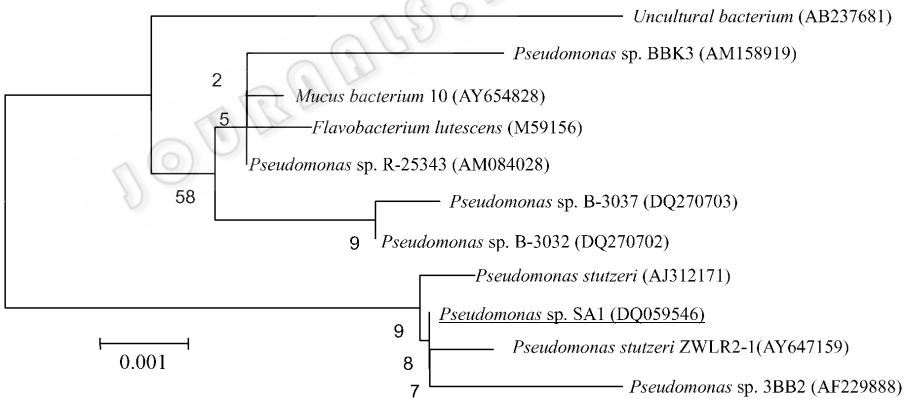 JOURNALS.
Uncultural bacterium (AB237681)
Pseudomonas sp. BBK3 (AM158919)
2
Mucus bacterium 10 (AY654828)
5
Flavobacterium lutescens (M59156)
Pseudomonas sp. R-25343 (AM084028)
58
Pseudomonas sp. B-3037 (DQ270703)
9
Pseudomonas sp. B-3032 (DQ270702)
Pseudomonas stutzeri (AJ312171)
Pseudomonas sp. SA1 (DQ059546)
9
Pseudomonas stutzeri ZWLR2-1(AY647159)
8
7
Pseudomonas sp. 3BB2 (AF229888)
0.001